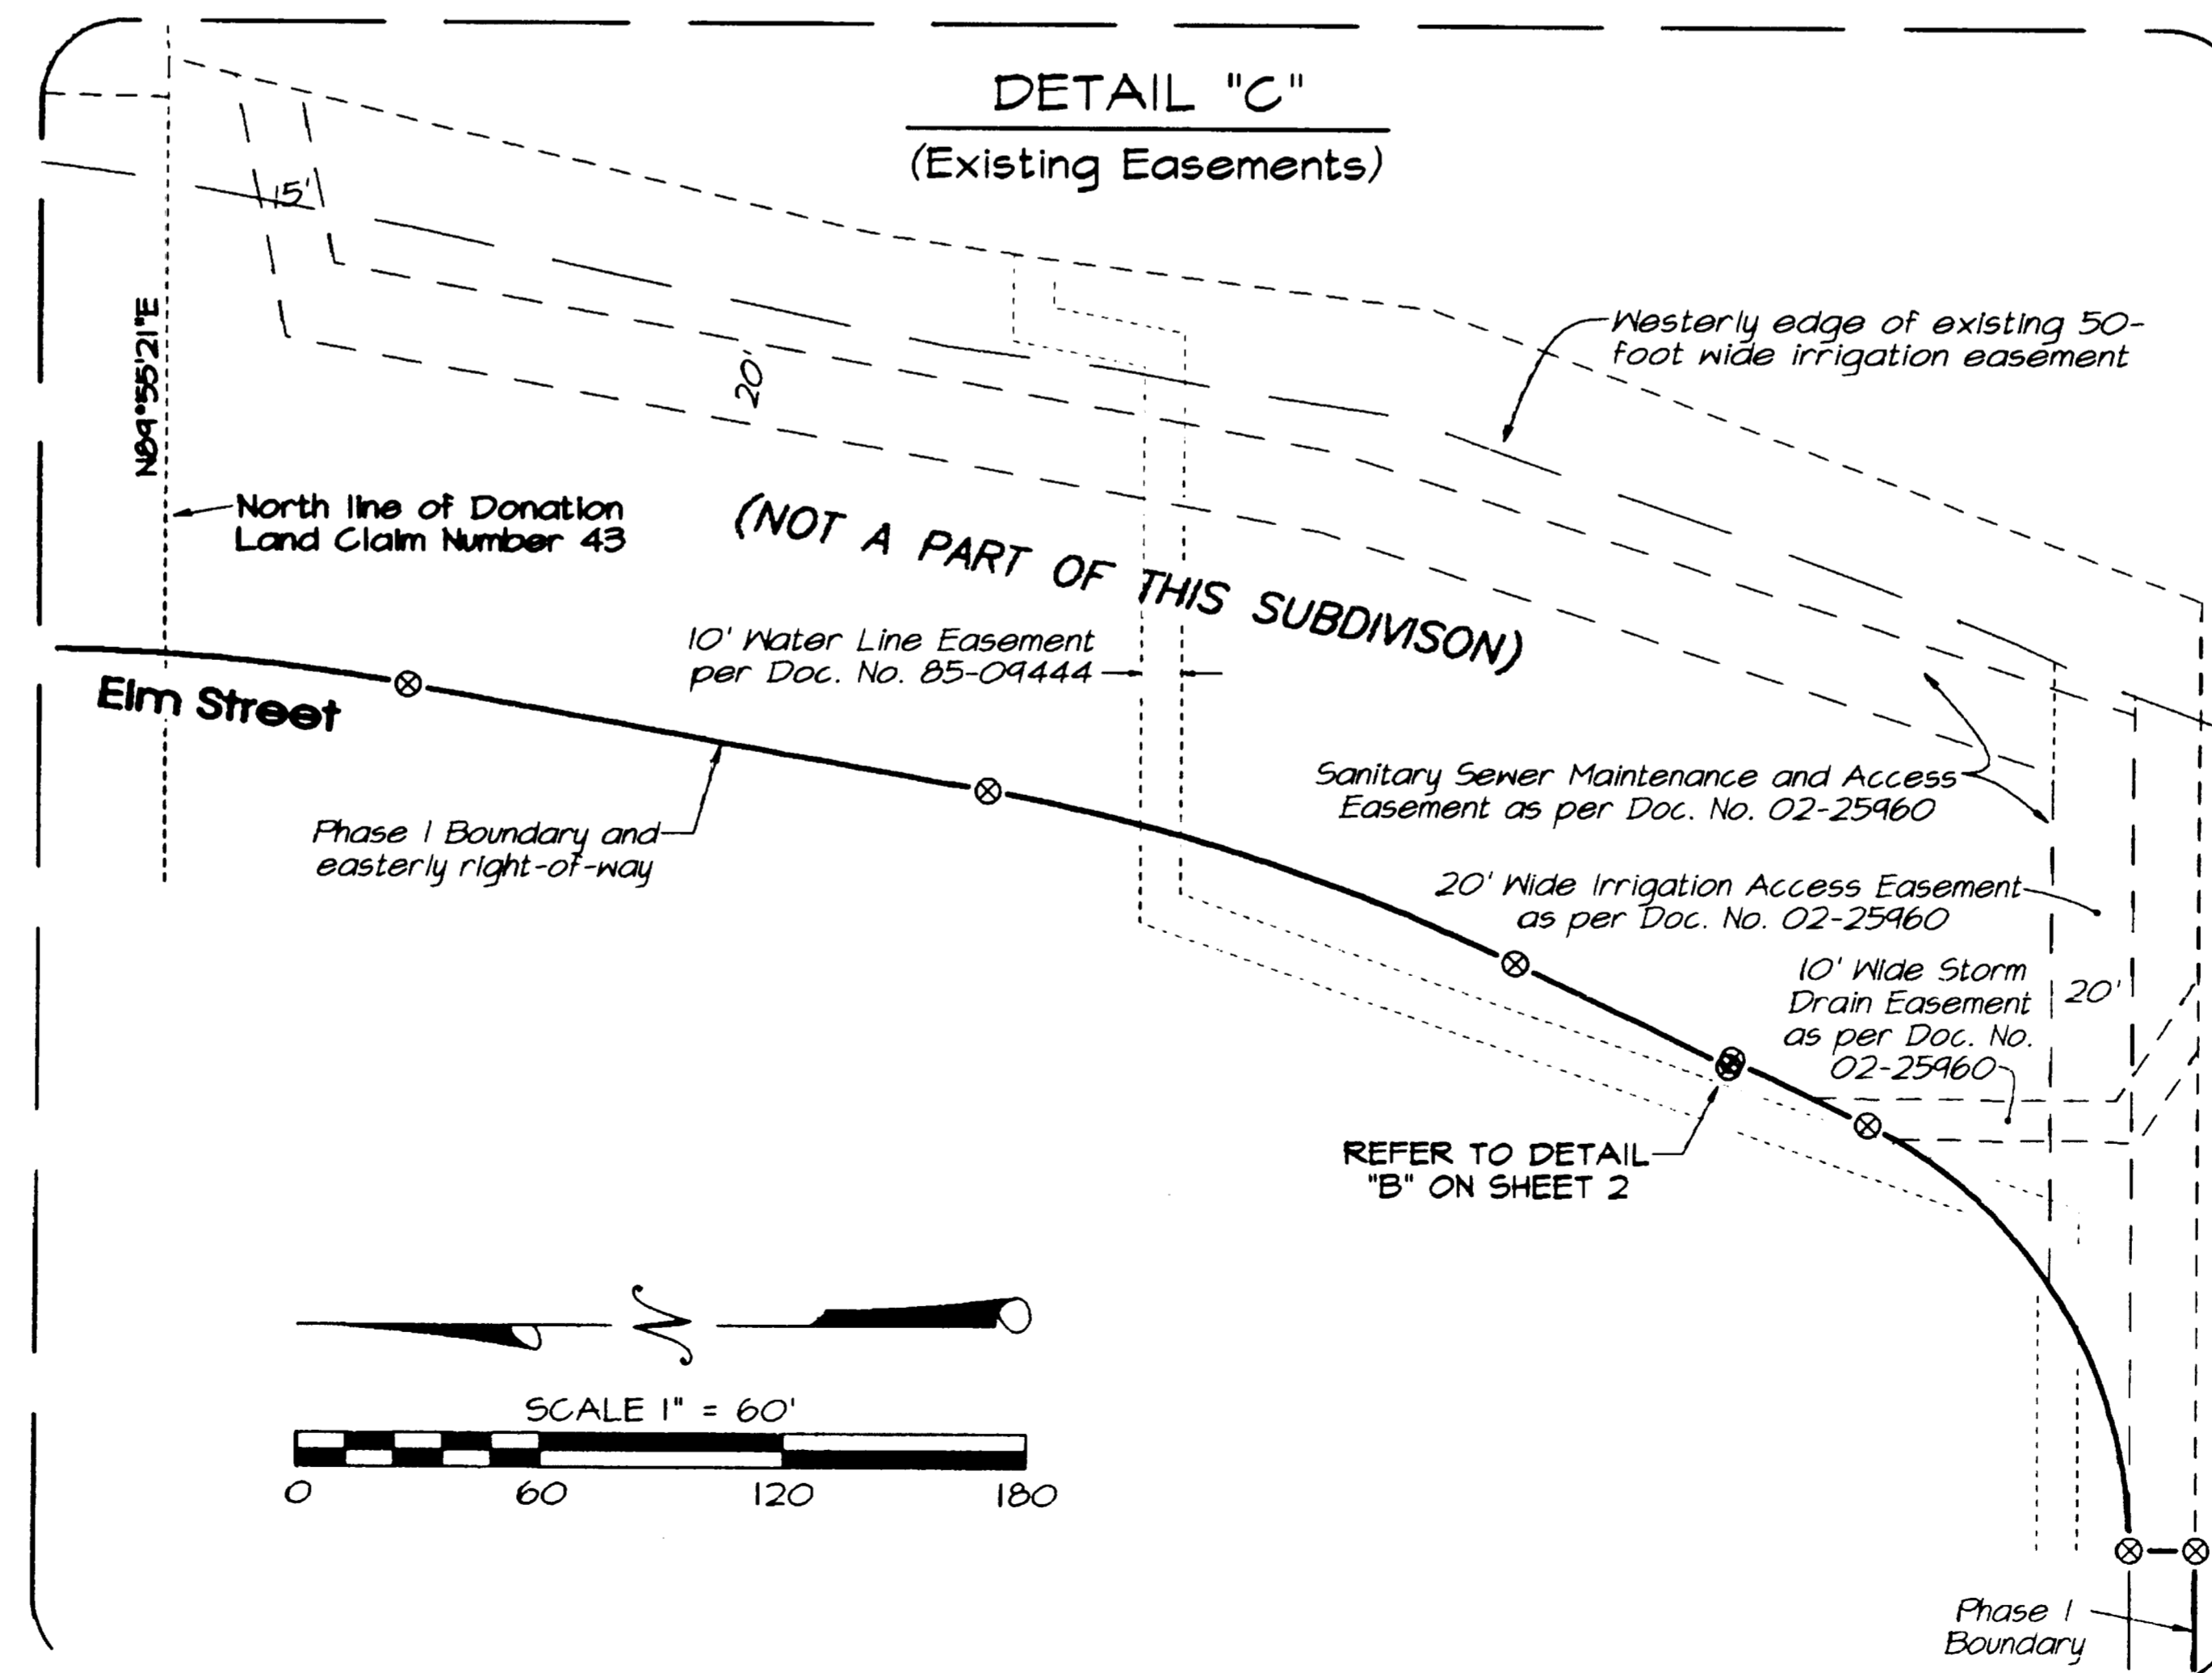 DETAIL "C"
(Existing Easements)
15'
Westerly edge of existing 50-
foot wide irrigation easement
N89°55'21"E
20'
North line of Donation
Land Claim Number 43
(NOT A PART OF THIS SUBDIVISON)
10' Water Line Easement
per Doc. No. 85-09444
Elm Street
Sanitary Sewer Maintenance and Access
Easement as per Doc. No. 02-25960
Phase 1 Boundary and
easterly right-of-way
20' Wide Irrigation Access Easement
as per Doc. No. 02-25960
10' Wide Storm
Drain Easement
as per Doc. No.
02-25960
20'
REFER TO DETAIL
"B" ON SHEET 2
N
SCALE 1" = 60'
0 60 120 180
Phase 1
Boundary